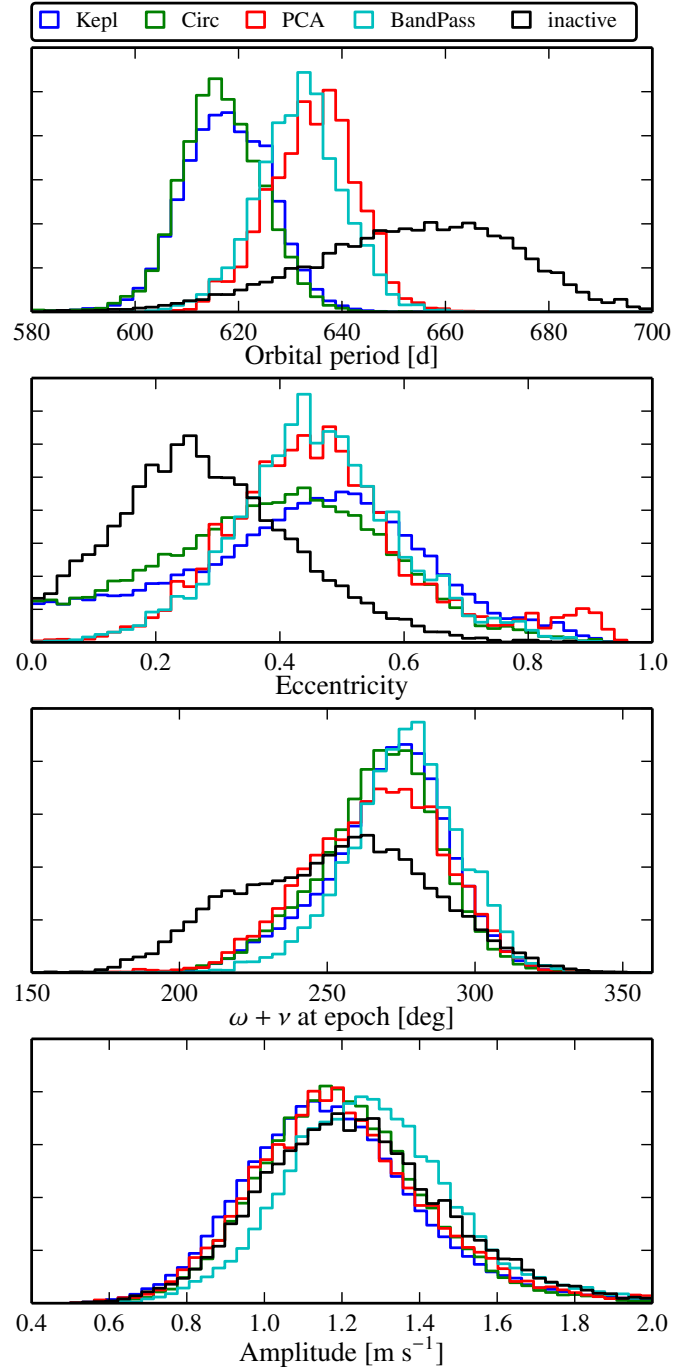 Kepl Circ PCA BandPass inactive
580 600 620 640 660 680 700
Orbital period [d]
0.0 0.2 0.4 0.6 0.8 1.0
Eccentricity
150 200 250 300 350
ω + ν at epoch [deg]
0.4 0.6 0.8 1.0 1.2 1.4 1.6 1.8 2.0
Amplitude [m s⁻¹]